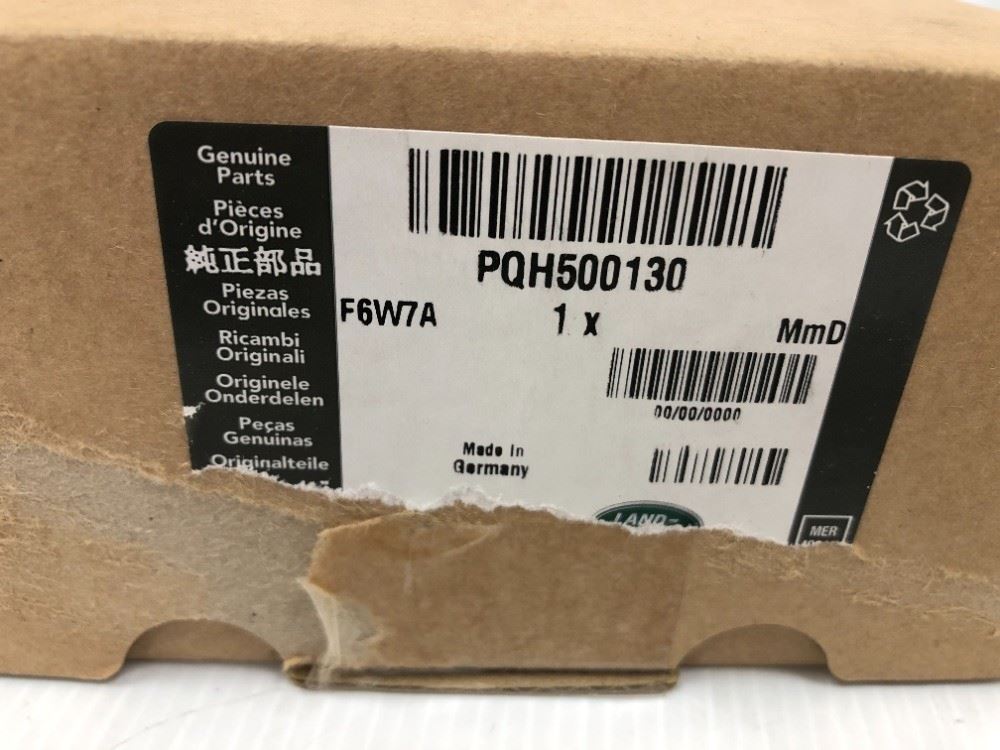 Genuine
Parts
Pièces
d'Origine
純正部品
Piezas
Originales
Ricambi
Originali
Originele
Onderdelen
Peças
Genuinas
Originalteile
PQH500130
F6W7A
1 x
MmD
00/00/0000
Made In
Germany
LAND-
MER